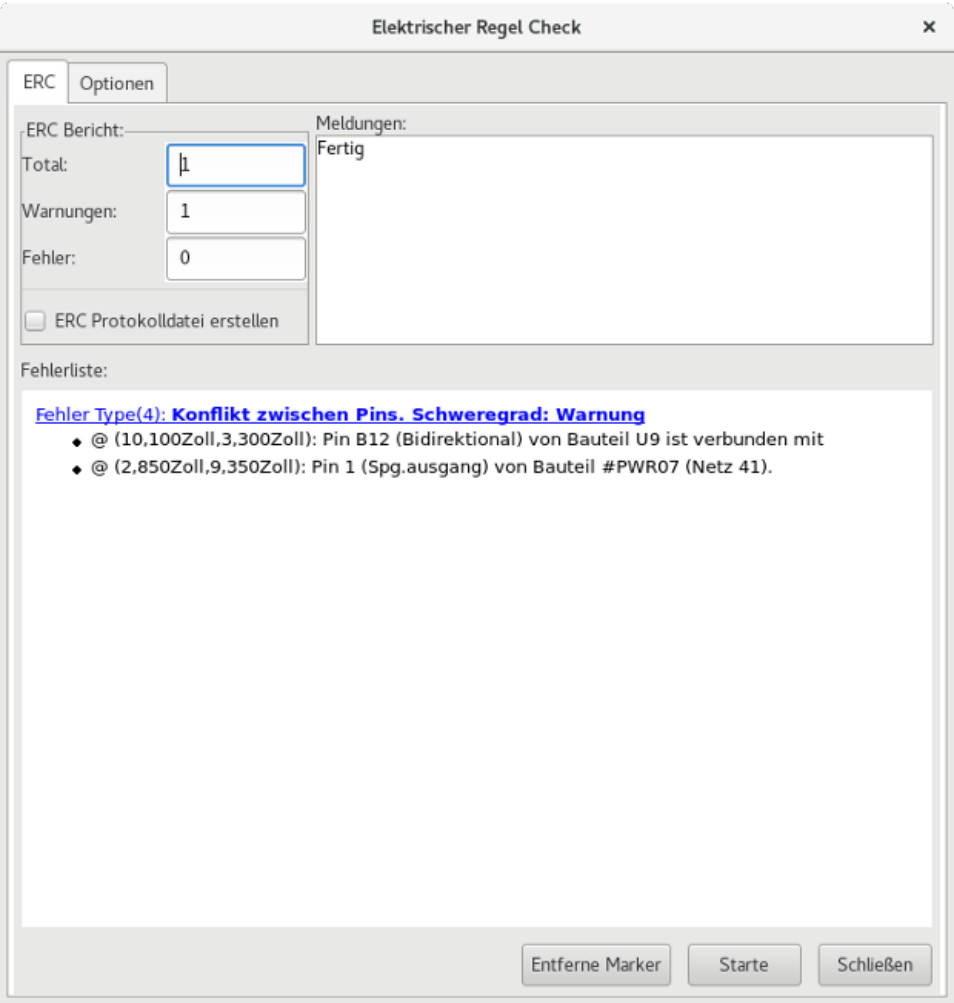 Elektrischer Regel Check
ERC
Optionen
ERC Bericht:
Total:
1
Warnungen:
1
Fehler:
0
ERC Protokolldatei erstellen
Meldungen:
Fertig
Fehlerliste:
Fehler Type(4): Konflikt zwischen Pins. Schweregrad: Warnung
@ (10,100Zoll,3,300Zoll): Pin B12 (Bidirektional) von Bauteil U9 ist verbunden mit
@ (2,850Zoll,9,350Zoll): Pin 1 (Spg.ausgang) von Bauteil #PWR07 (Netz 41).
Entferne Marker
Starte
Schließen